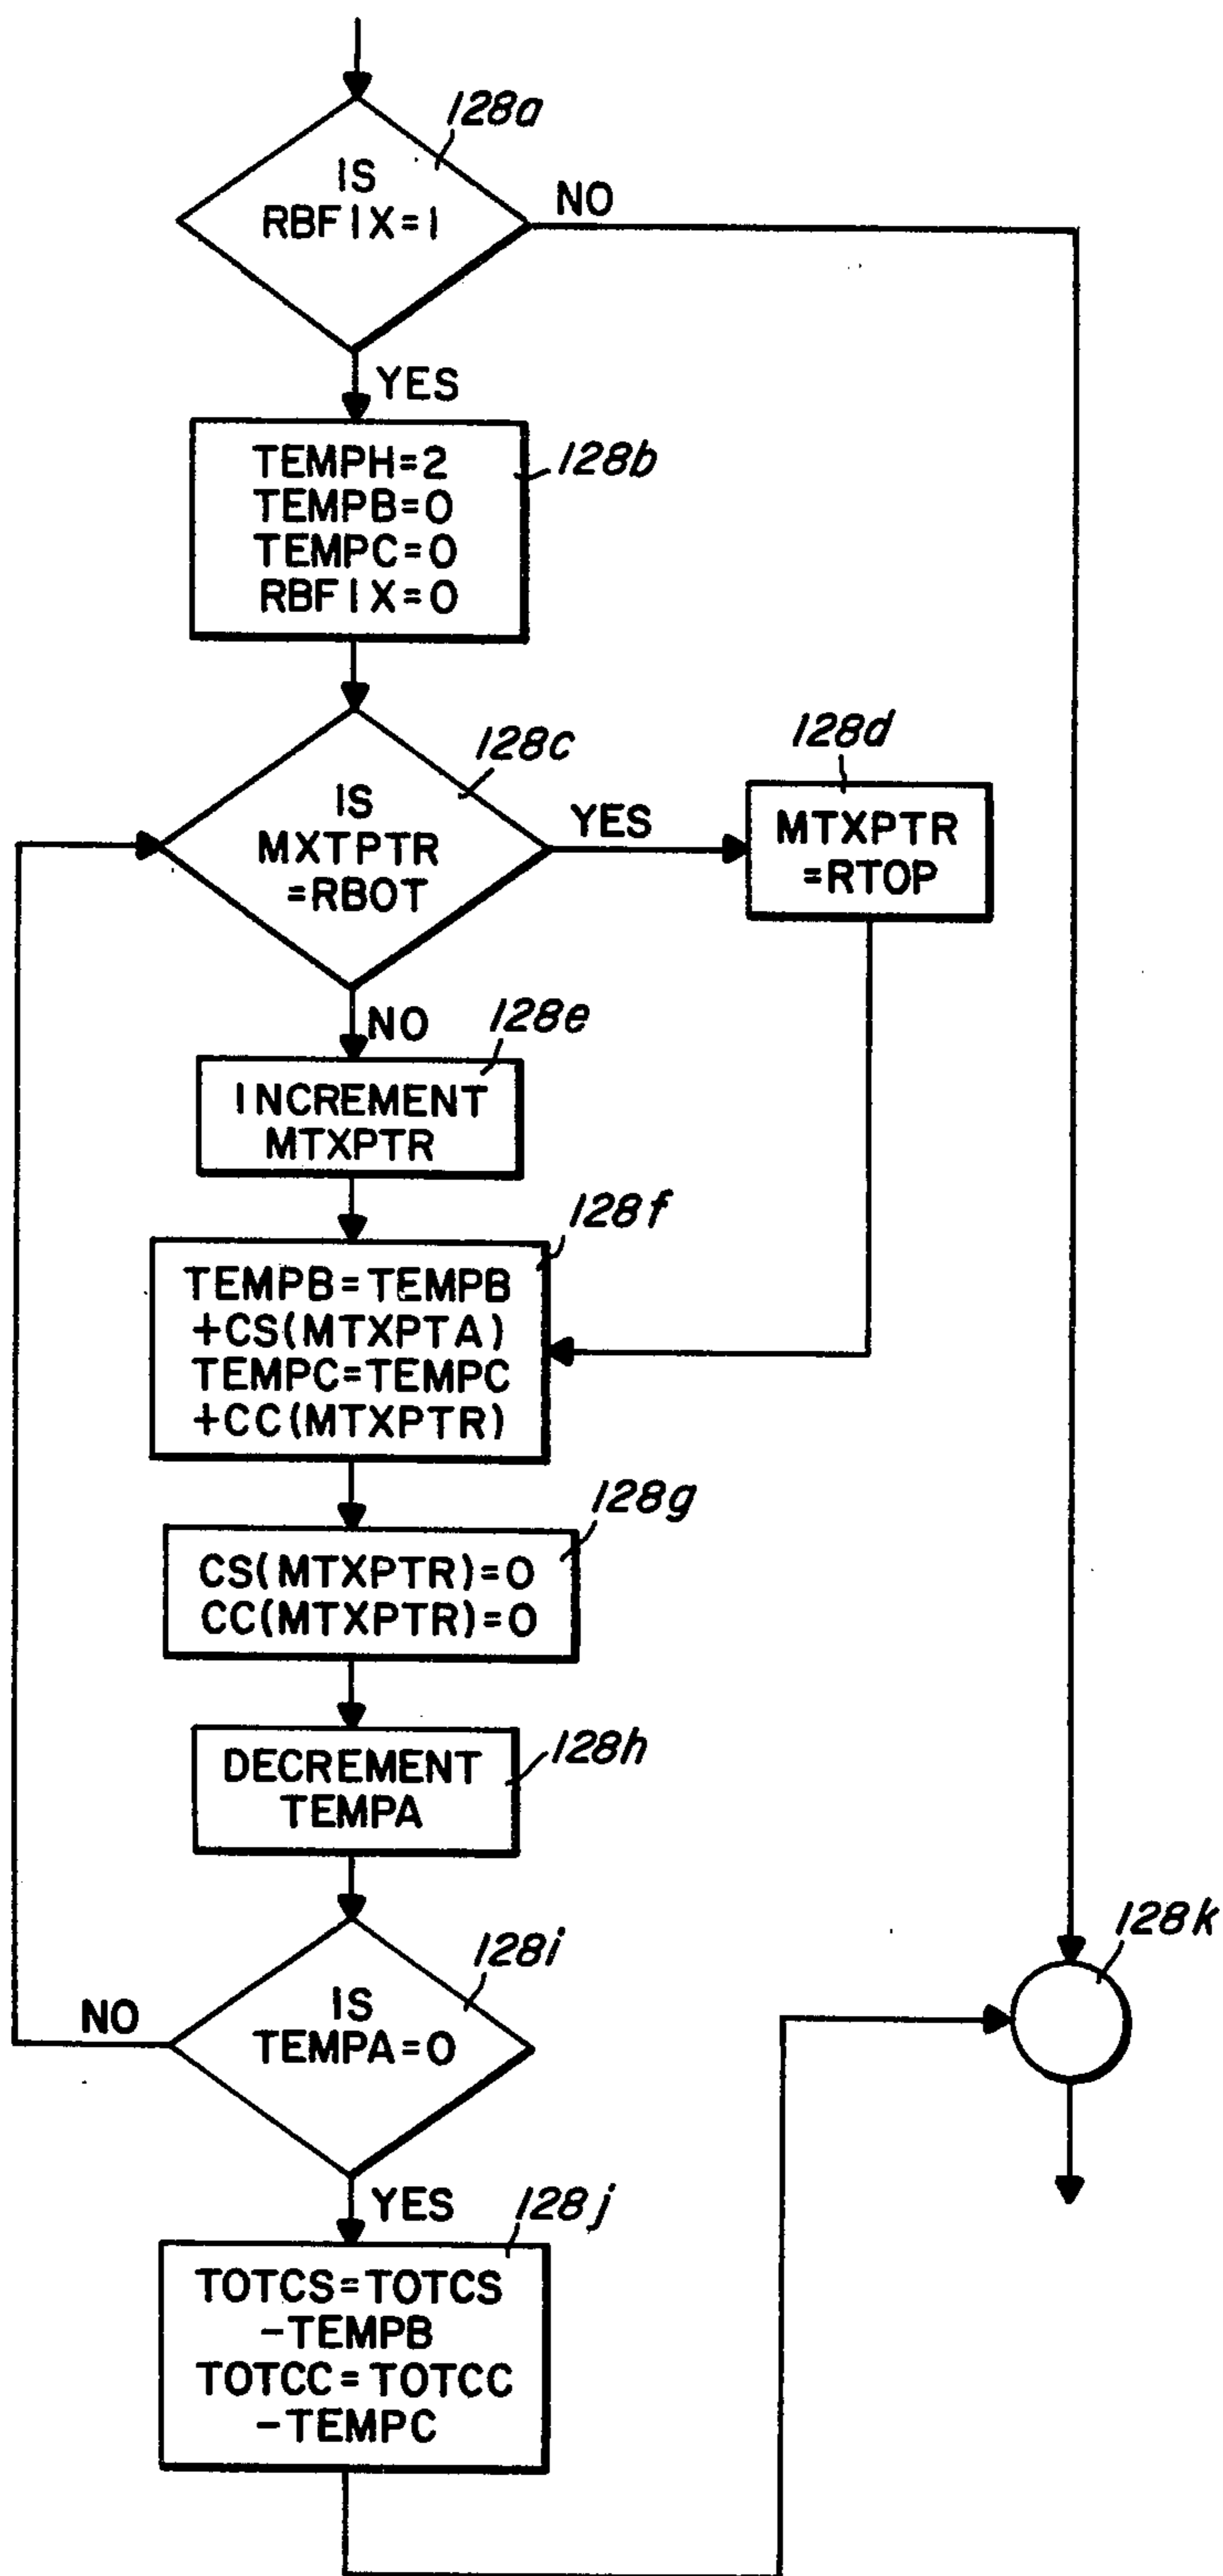 128a
IS
RBFIX=1
NO
YES
TEMPH=2
TEMPB=0
TEMPC=0
RBFIX=0
128b
128c
IS
MXTPTR
=RBOT
YES
128d
MTXPTR
=RTOP
NO
128e
INCREMENT
MTXPTR
128f
TEMPB=TEMPB
+CS(MTXPTA)
TEMPC=TEMPC
+CC(MTXPTR)
128g
CS(MTXPTR)=0
CC(MTXPTR)=0
DECREMENT
TEMPA
128h
128i
IS
TEMPA=0
NO
128k
YES
128j
TOTCS=TOTCS
-TEMPB
TOTCC=TOTCC
-TEMPC